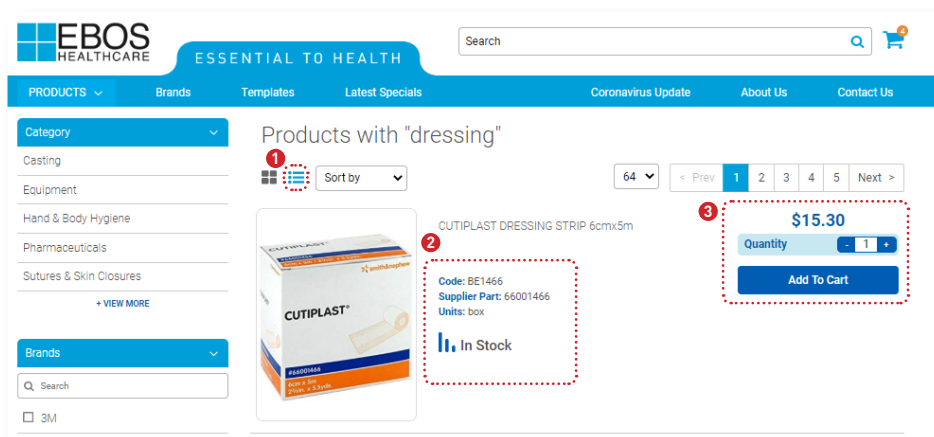 EBOS
HEALTHCARE
ESSENTIAL TO HEALTH
Search
4
PRODUCTS Brands Templates Latest Specials Coronavirus Update About Us Contact Us
Category
Casting
Equipment
Hand & Body Hygiene
Pharmaceuticals
Sutures & Skin Closures
+ VIEW MORE
Brands
Search
3M
Products with "dressing"
1
Sort by
64 < Prev 1 2 3 4 5 Next >
CUTIPLAST DRESSING STRIP 6cmx5m
2
Code: BE1466
Supplier Part: 66001466
Units: box
In Stock
3
$15.30
Quantity - 1 +
Add To Cart
CUTIPLAST
smith&nephew
CUTIPLAST
#66001466
6cm x 5m